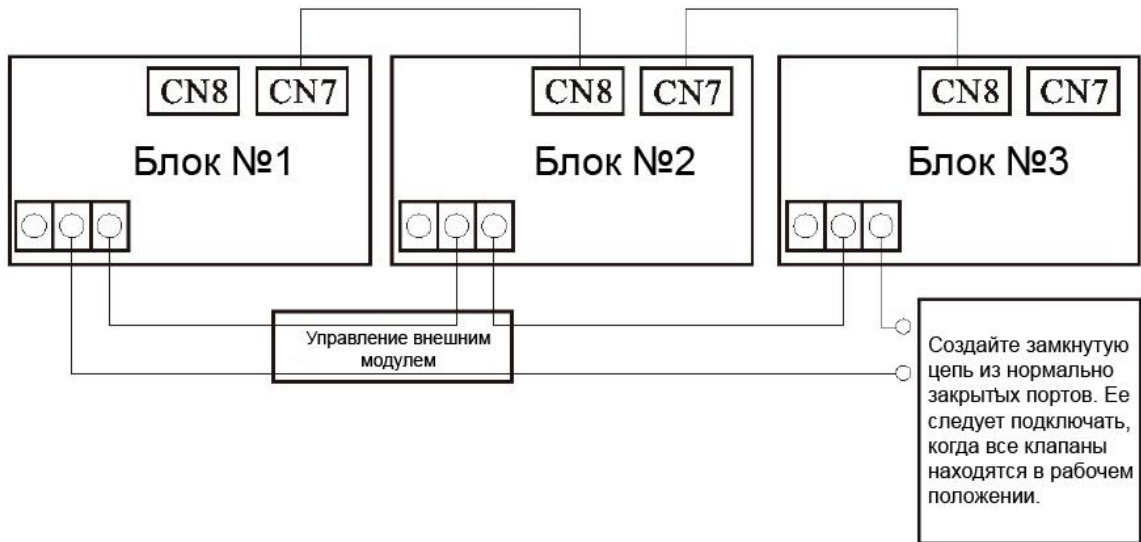 CN8 CN7 CN8 CN7 CN8 CN7
Блок №1 Блок №2 Блок №3
Управление внешним
модулем
Создайте замкнутую
цепь из нормально
закрытых портов. Ее
следует подключать,
когда все клапаны
находятся в рабочем
положении.